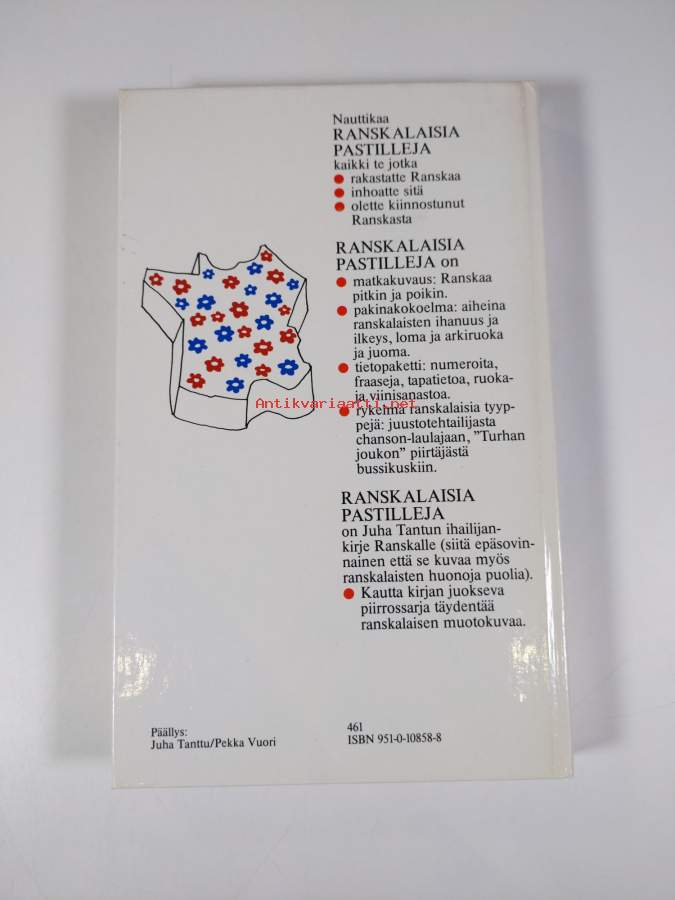 Nauttikaa
RANSKALAISIA
PASTILLEJA
kaikki te jotka
● rakastatte Ranskaa
● inhoatte sitä
● olette kiinnostunut
Ranskasta
RANSKALAISIA
PASTILLEJA on
● matkakuvaus: Ranskaa
pitkin ja poikin.
● pakinakokoelma: aiheina
ranskalaisten ihanuus ja
ilkeys, loma ja arkiruoka
ja juoma.
● tietopaketti: numeroita,
fraaseja, tapatietoa, ruoka-
ja viinisanastoa.
Antikvariaatti.net
● rykelmä ranskalaisia tyyp-
pejä: juustotehtailijasta
chanson-laulajaan, ”Turhan
joukon” piirtäjästä
bussikuskiin.
RANSKALAISIA
PASTILLEJA
on Juha Tantun ihailijan-
kirje Ranskalle (siitä epäsovin-
nainen että se kuvaa myös
ranskalaisten huonoja puolia).
● Kautta kirjan juokseva
piirrossarja täydentää
ranskalaisen muotokuvaa.
Päällys:
Juha Tanttu/Pekka Vuori
461
ISBN 951-0-10858-8